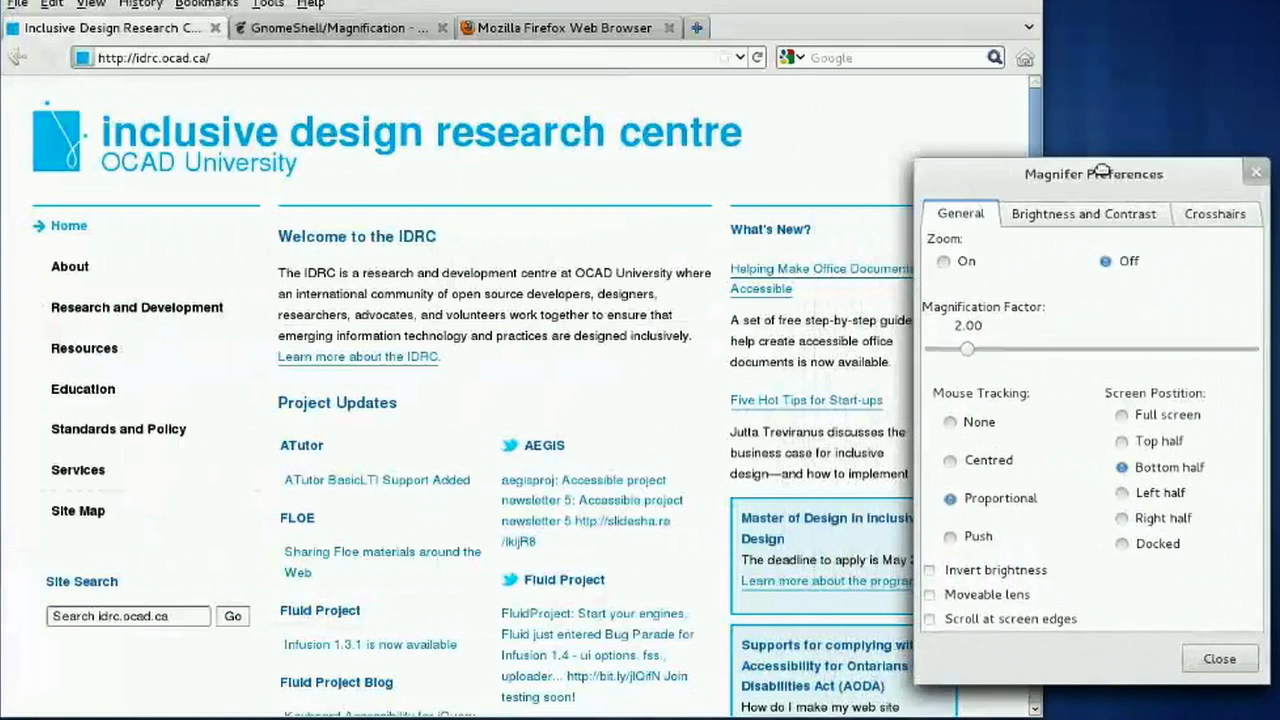 File Edit View History Bookmarks Tools Help
Inclusive Design Research C... GnomeShell/Magnification - ... Mozilla Firefox Web Browser
http://idrc.ocad.ca/ Google
inclusive design research centre
OCAD University
Home
About
Research and Development
Resources
Education
Standards and Policy
Services
Site Map
Site Search
Search idrc.ocad.ca Go
Welcome to the IDRC
The IDRC is a research and development centre at OCAD University where
an international community of open source developers, designers,
researchers, advocates, and volunteers work together to ensure that
emerging information technology and practices are designed inclusively.
Learn more about the IDRC.
Project Updates
ATutor
ATutor BasicLTI Support Added
FLOE
Sharing Floe materials around the
Web
Fluid Project
Infusion 1.3.1 is now available
Fluid Project Blog
AEGIS
aegisproj: Accessible project
newsletter 5: Accessible project
newsletter 5 http://slidesha.re
/lkijR8
Fluid Project
FluidProject: Start your engines,
Fluid just entered Bug Parade for
Infusion 1.4 - ui options, fss,
uploader... http://bit.ly/jIQifN Join
testing soon!
What's New?
Helping Make Office Documents
Accessible
A set of free step-by-step guide
help create accessible office
documents is now available.
Five Hot Tips for Start-ups
Jutta Treviranus discusses the
business case for inclusive
design—and how to implement
Master of Design in Inclusiv
Design
The deadline to apply is May
Learn more about the progra
Supports for complying wi
Accessibility for Ontarians
Disabilities Act (AODA)
How do I make my web site
Magnifer Preferences
General Brightness and Contrast Crosshairs
Zoom:
On Off
Magnification Factor:
2.00
Mouse Tracking:
None
Centred
Proportional
Push
Screen Postition:
Full screen
Top half
Bottom half
Left half
Right half
Docked
Invert brightness
Moveable lens
Scroll at screen edges
Close